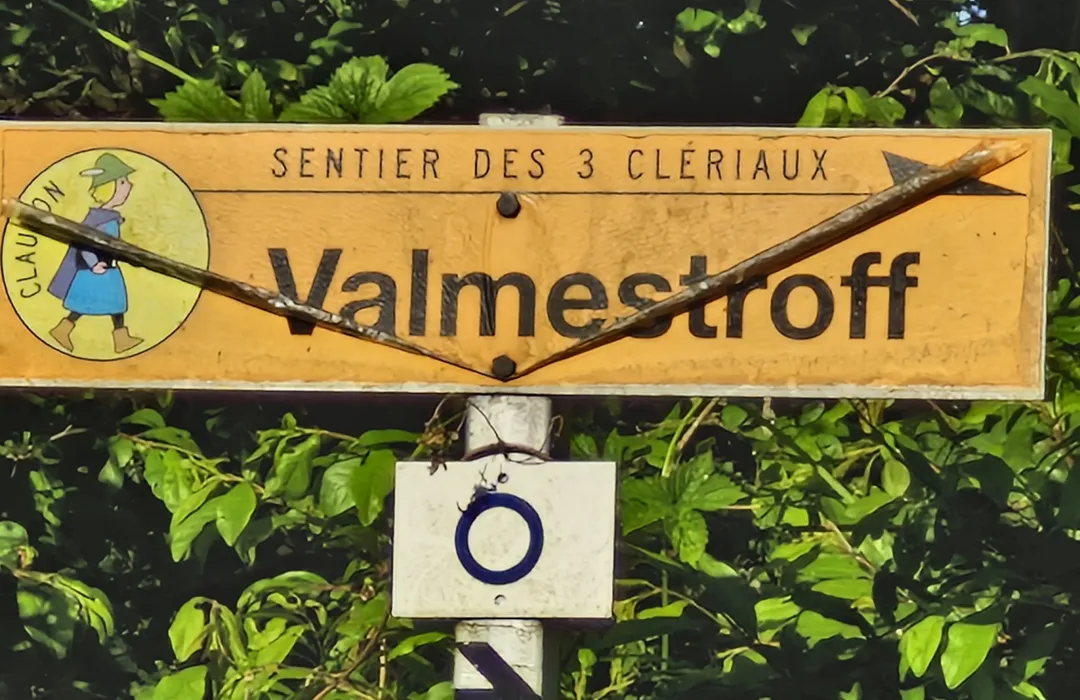 SENTIER DES 3 CLÉRIAUX
CLAUDON
Valmestroff